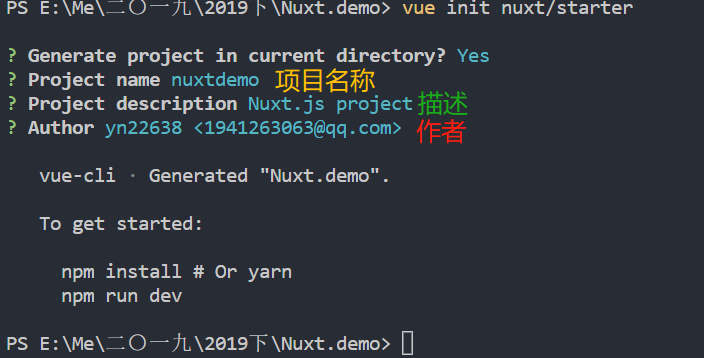 PS E:\Me\二〇一九\2019下\Nuxt.demo> vue init nuxt/starter
? Generate project in current directory? Yes
? Project name nuxtdemo 项目名称
? Project description Nuxt.js project 描述
? Author yn22638 <1941263063@qq.com> 作者
vue-cli · Generated "Nuxt.demo".
To get started:
npm install # Or yarn
npm run dev
PS E:\Me\二〇一九\2019下\Nuxt.demo>